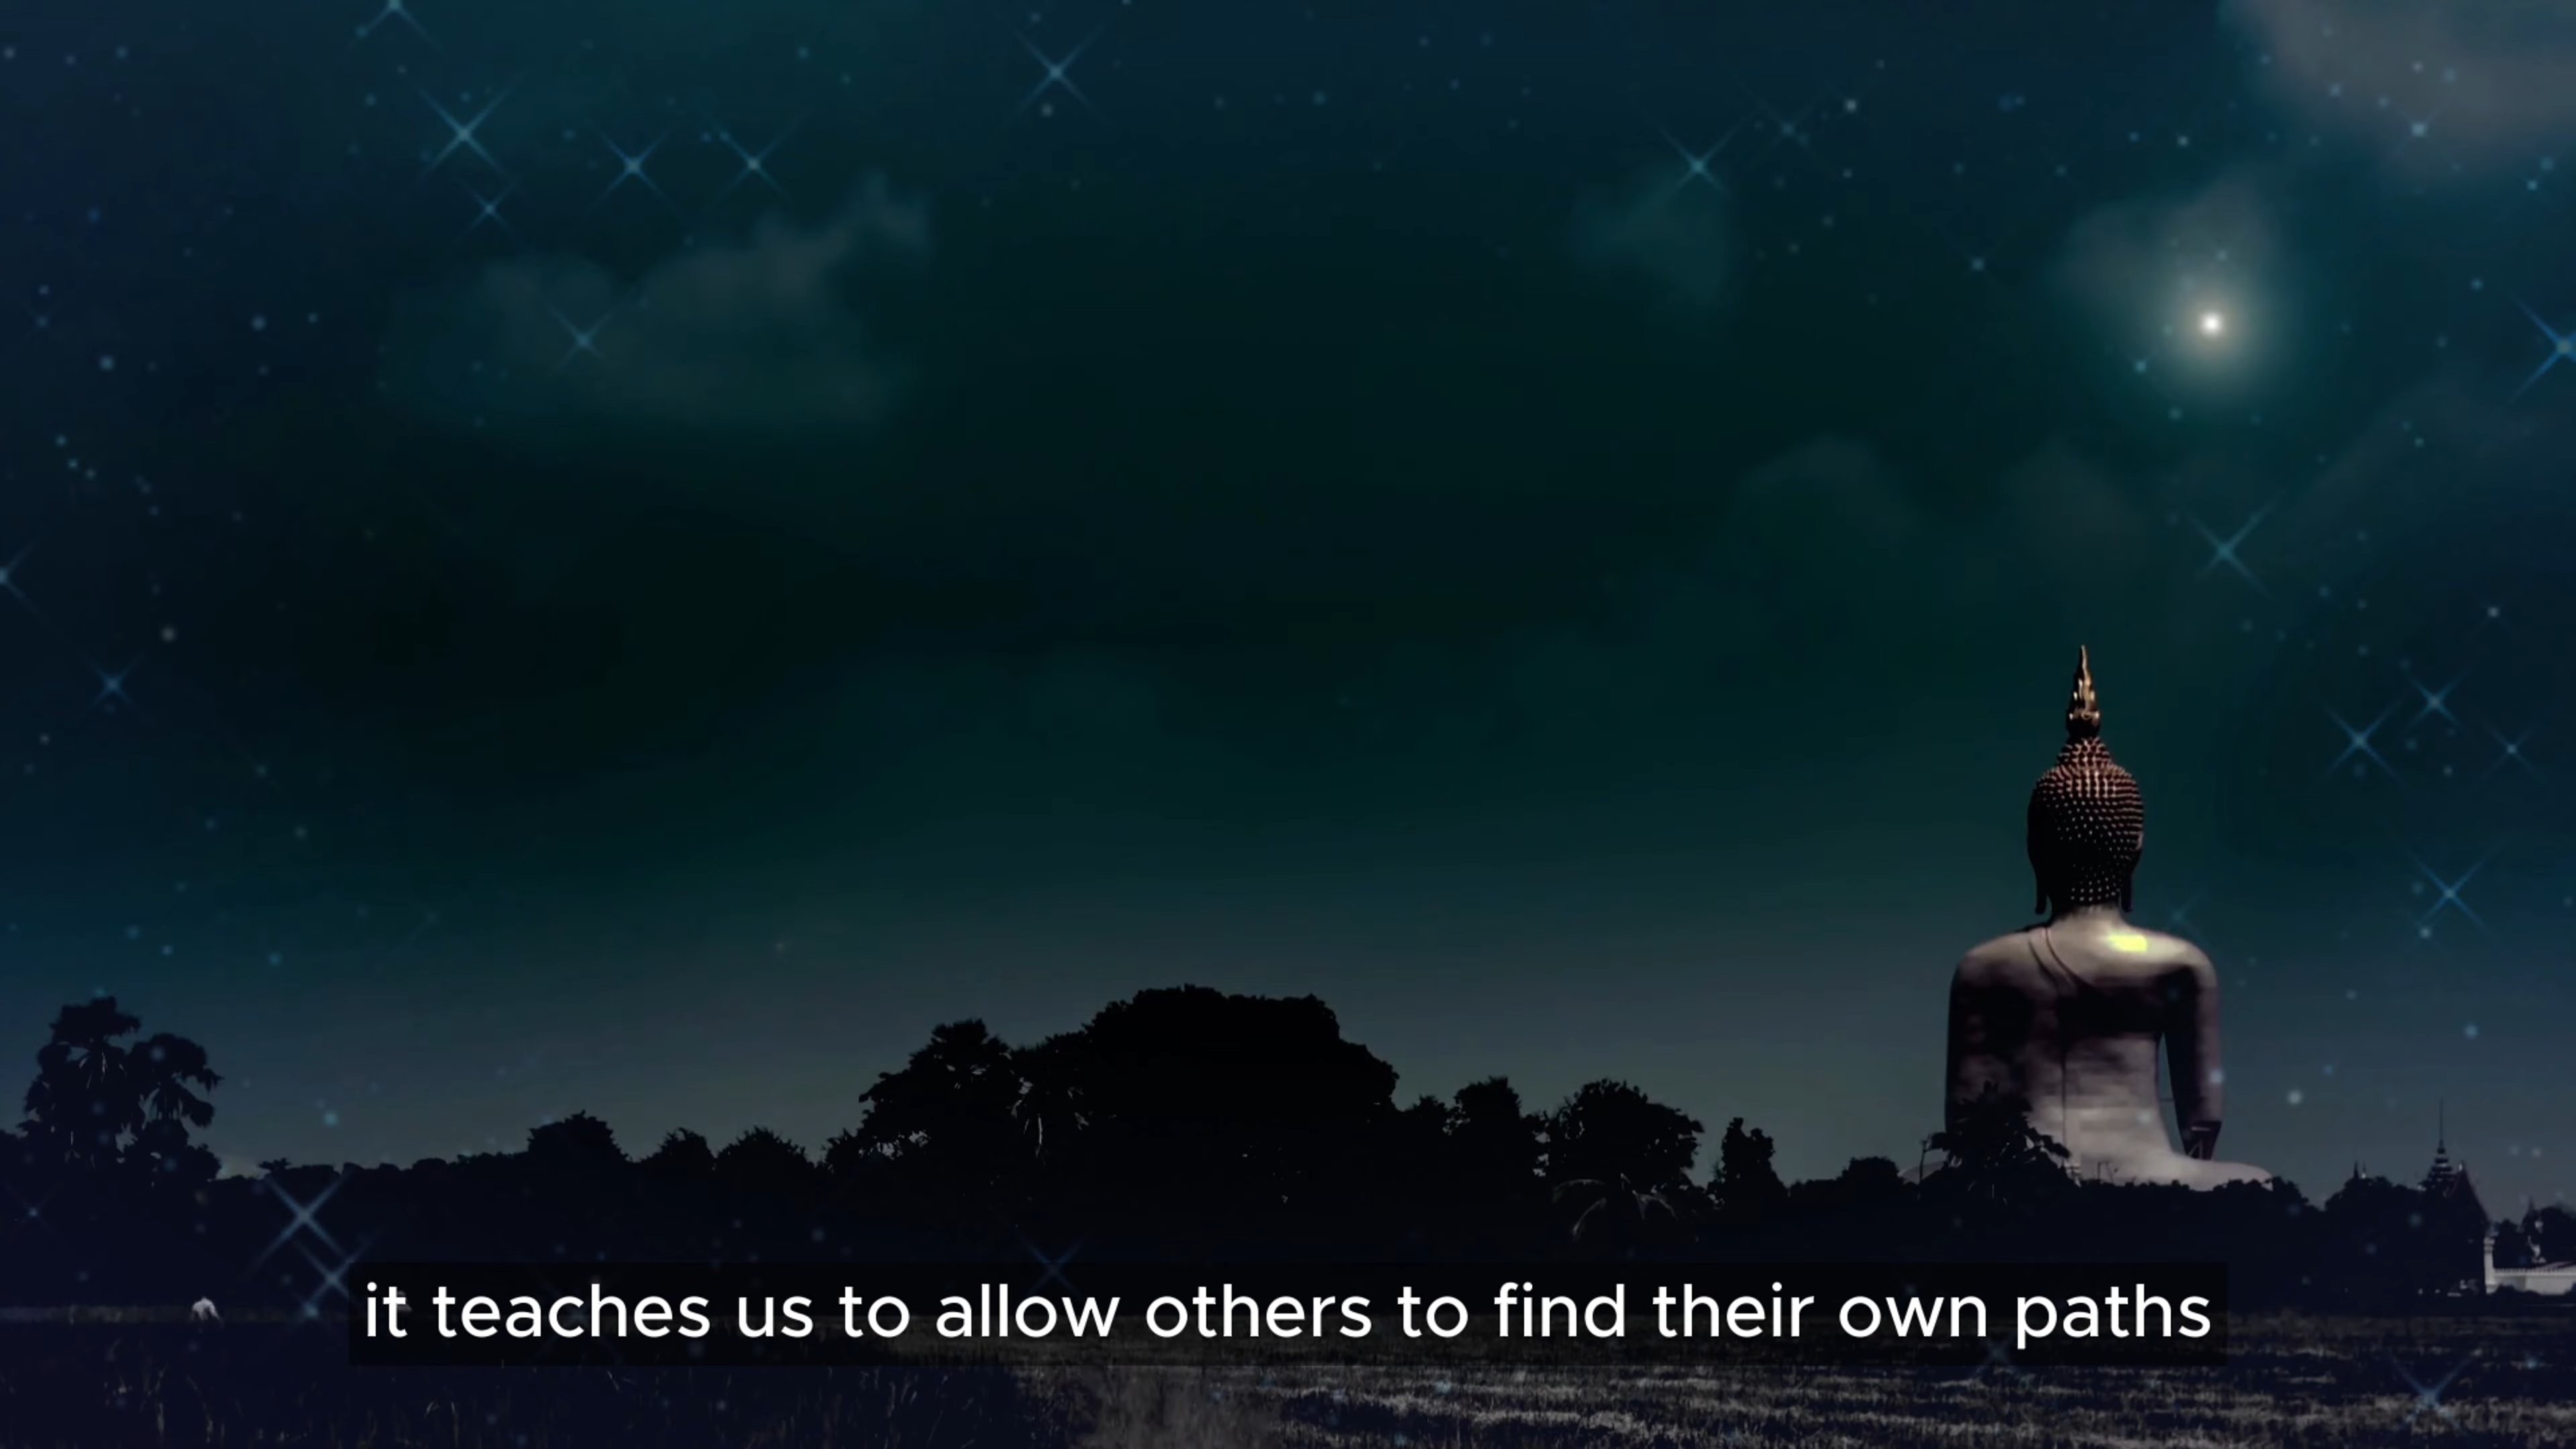 it teaches us to allow others to find their own paths